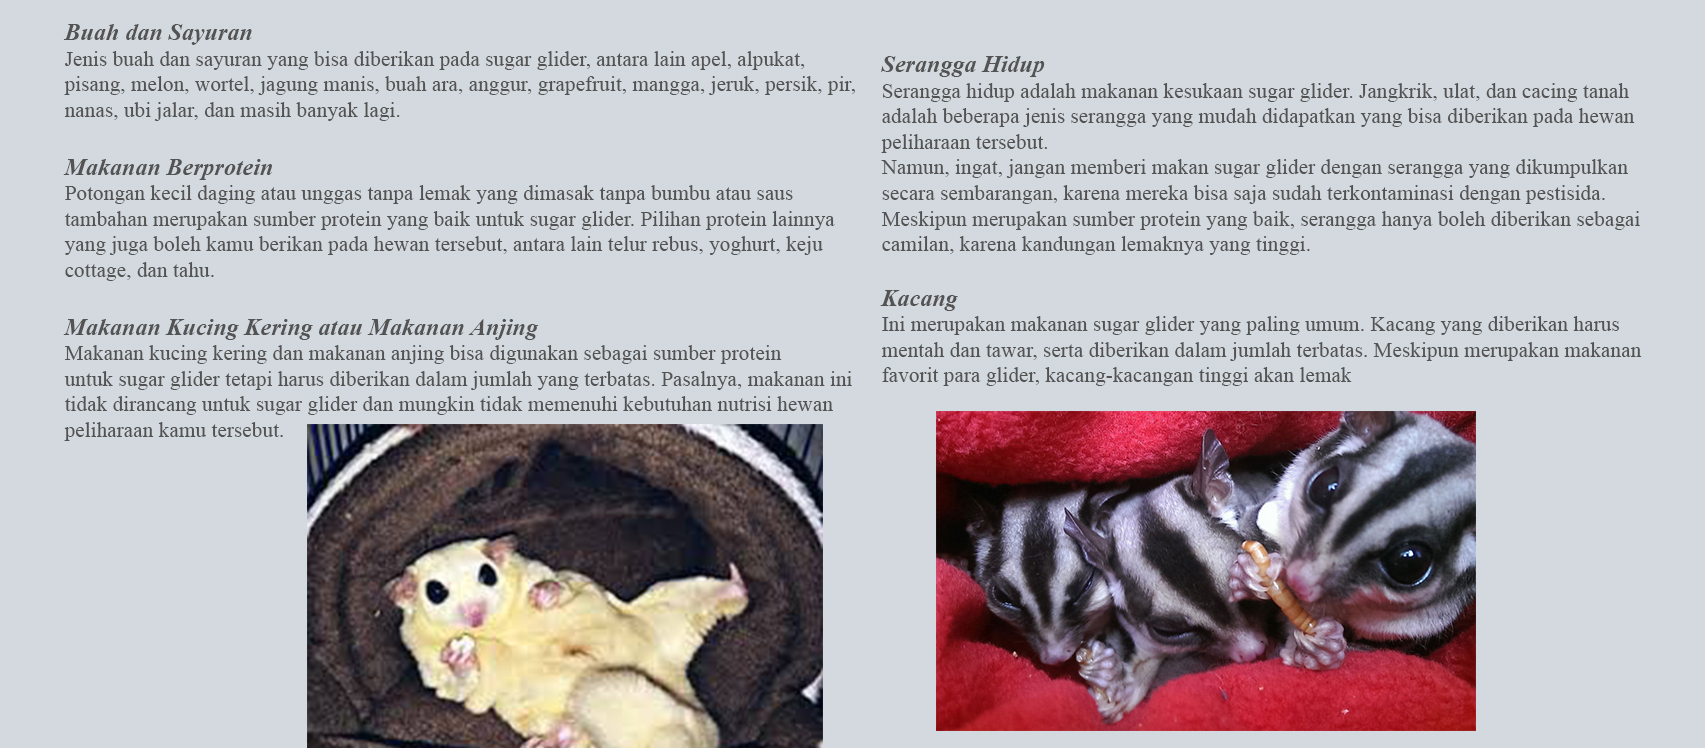 Buah dan Sayuran
Jenis buah dan sayuran yang bisa diberikan pada sugar glider, antara lain apel, alpukat,
pisang, melon, wortel, jagung manis, buah ara, anggur, grapefruit, mangga, jeruk, persik, pir,
nanas, ubi jalar, dan masih banyak lagi.
Makanan Berprotein
Potongan kecil daging atau unggas tanpa lemak yang dimasak tanpa bumbu atau saus
tambahan merupakan sumber protein yang baik untuk sugar glider. Pilihan protein lainnya
yang juga boleh kamu berikan pada hewan tersebut, antara lain telur rebus, yoghurt, keju
cottage, dan tahu.
Makanan Kucing Kering atau Makanan Anjing
Makanan kucing kering dan makanan anjing bisa digunakan sebagai sumber protein
untuk sugar glider tetapi harus diberikan dalam jumlah yang terbatas. Pasalnya, makanan ini
tidak dirancang untuk sugar glider dan mungkin tidak memenuhi kebutuhan nutrisi hewan
peliharaan kamu tersebut.
Serangga Hidup
Serangga hidup adalah makanan kesukaan sugar glider. Jangkrik, ulat, dan cacing tanah
adalah beberapa jenis serangga yang mudah didapatkan yang bisa diberikan pada hewan
peliharaan tersebut.
Namun, ingat, jangan memberi makan sugar glider dengan serangga yang dikumpulkan
secara sembarangan, karena mereka bisa saja sudah terkontaminasi dengan pestisida.
Meskipun merupakan sumber protein yang baik, serangga hanya boleh diberikan sebagai
camilan, karena kandungan lemaknya yang tinggi.
Kacang
Ini merupakan makanan sugar glider yang paling umum. Kacang yang diberikan harus
mentah dan tawar, serta diberikan dalam jumlah terbatas. Meskipun merupakan makanan
favorit para glider, kacang-kacangan tinggi akan lemak